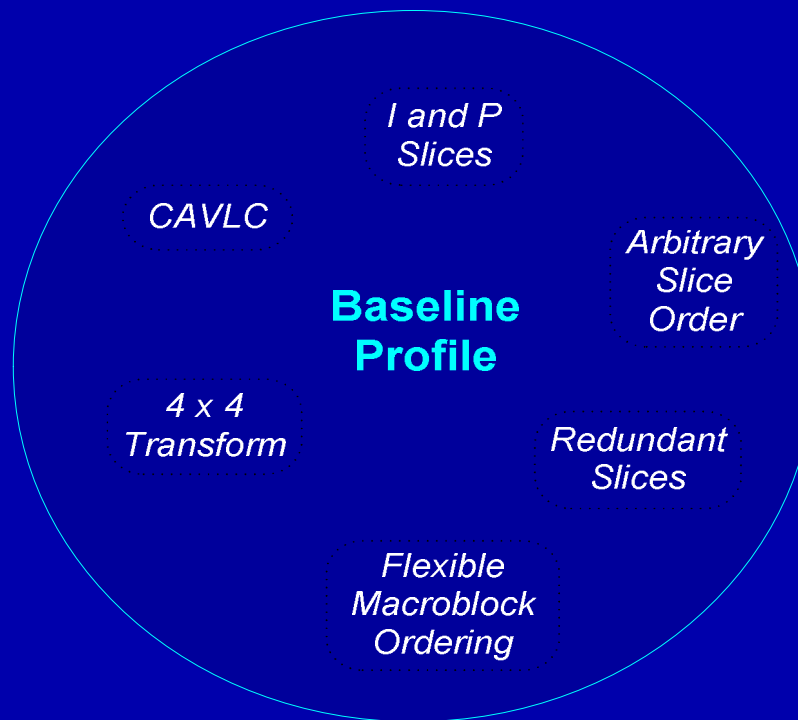 I and P
Slices
CAVLC
Arbitrary
Slice
Order
Baseline
Profile
4 x 4
Transform
Redundant
Slices
Flexible
Macroblock
Ordering